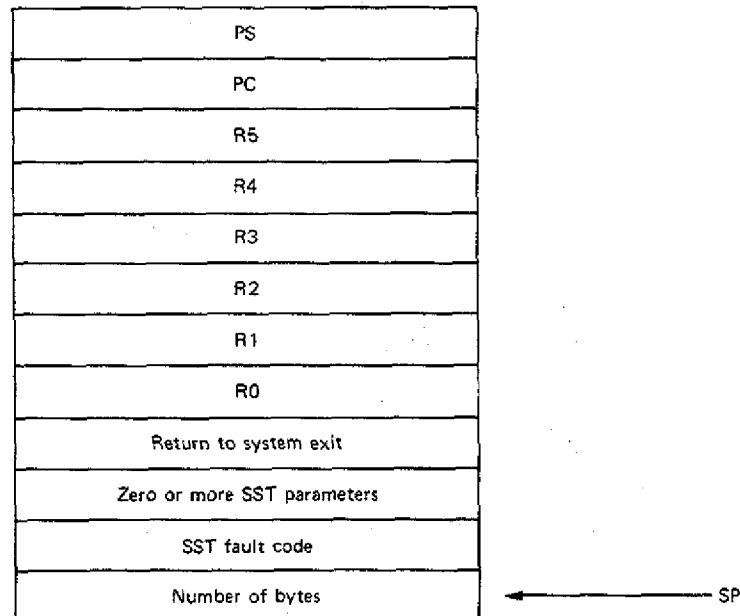 PS
PC
R5
R4
R3
R2
R1
R0
Return to system exit
Zero or more SST parameters
SST fault code
Number of bytes
SP